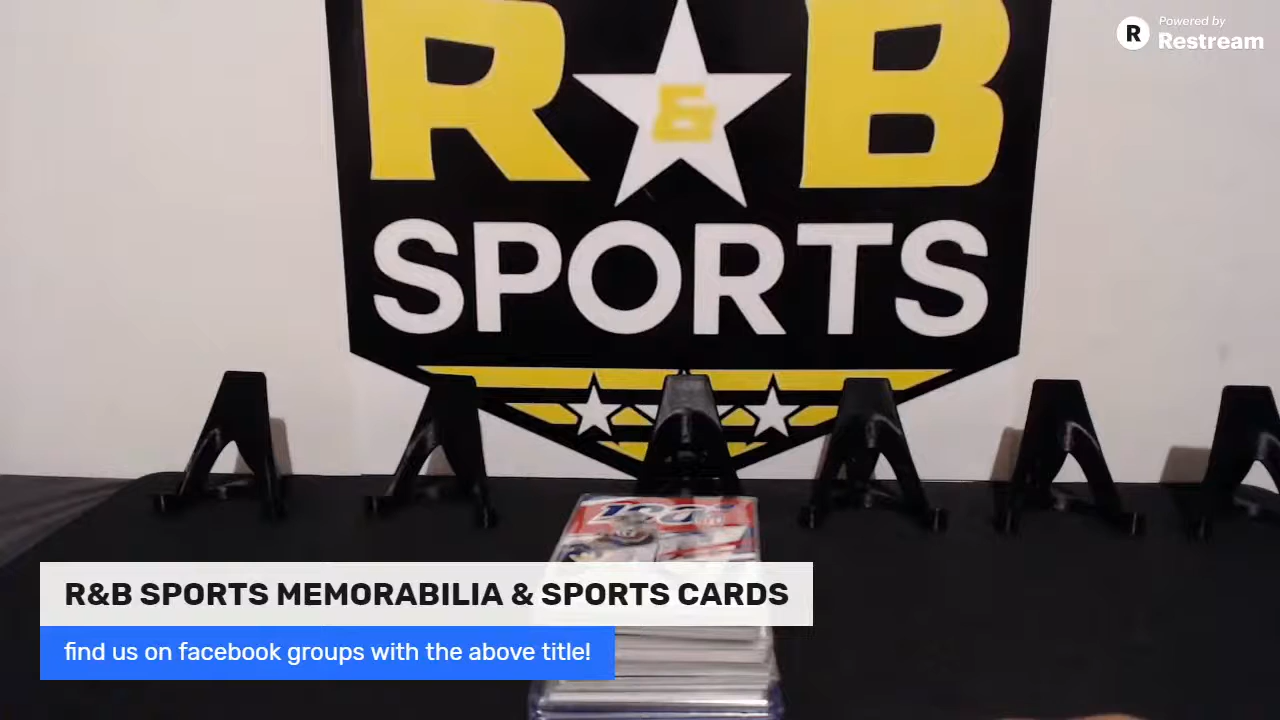 Powered by
R Restream
R & B
SPORTS
R&B SPORTS MEMORABILIA & SPORTS CARDS
find us on facebook groups with the above title!